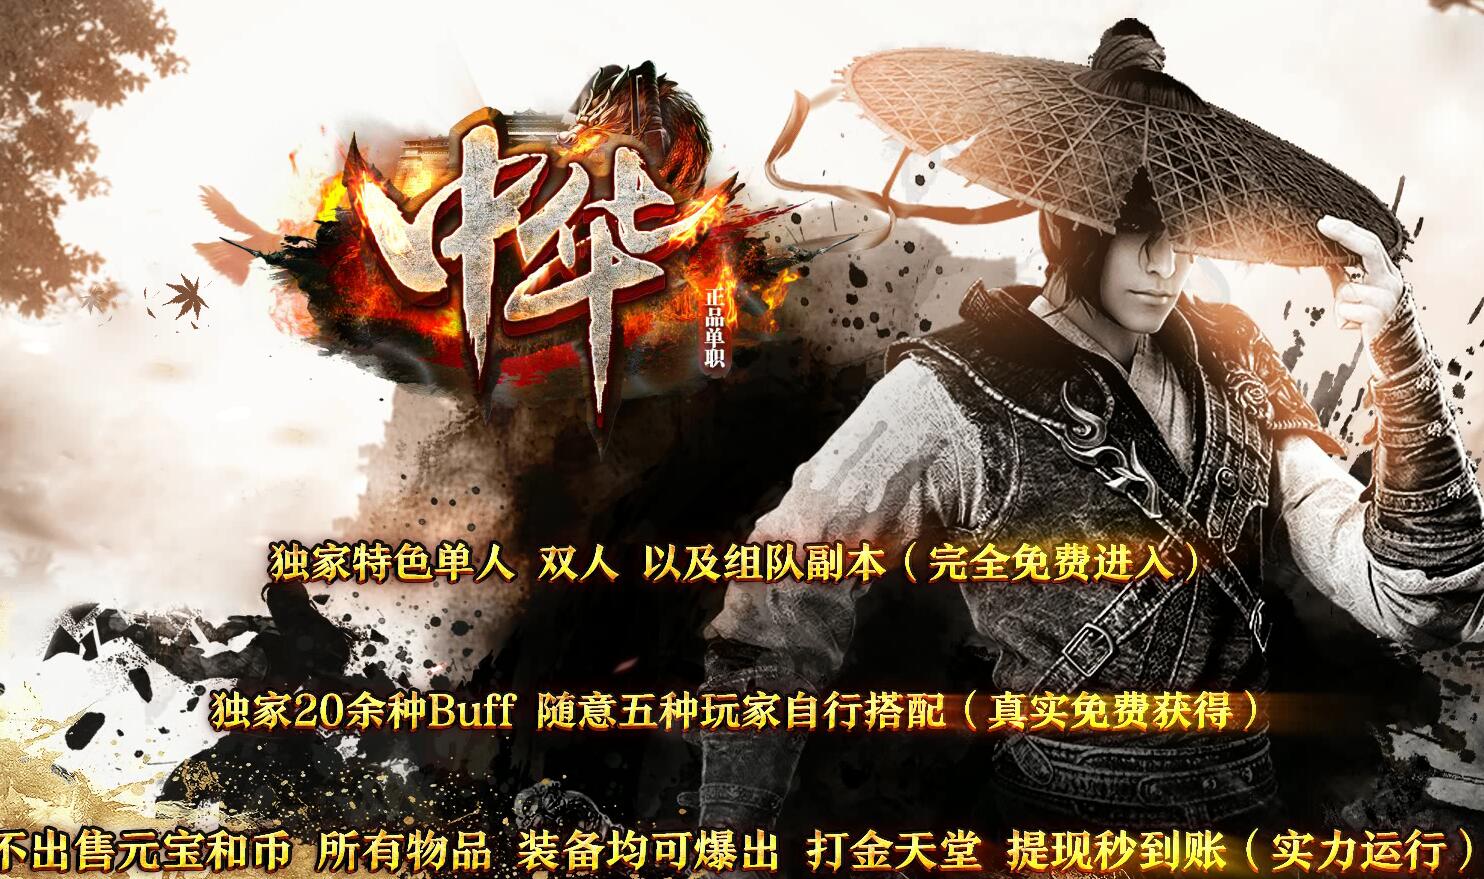 中华
正品单职
独家特色单人 双人 以及组队副本（完全免费进入）
独家20余种Buff 随意五种玩家自行搭配（真实免费获得）
不出售元宝和币 所有物品 装备均可爆出 打金天堂 提现秒到账（实力运行）